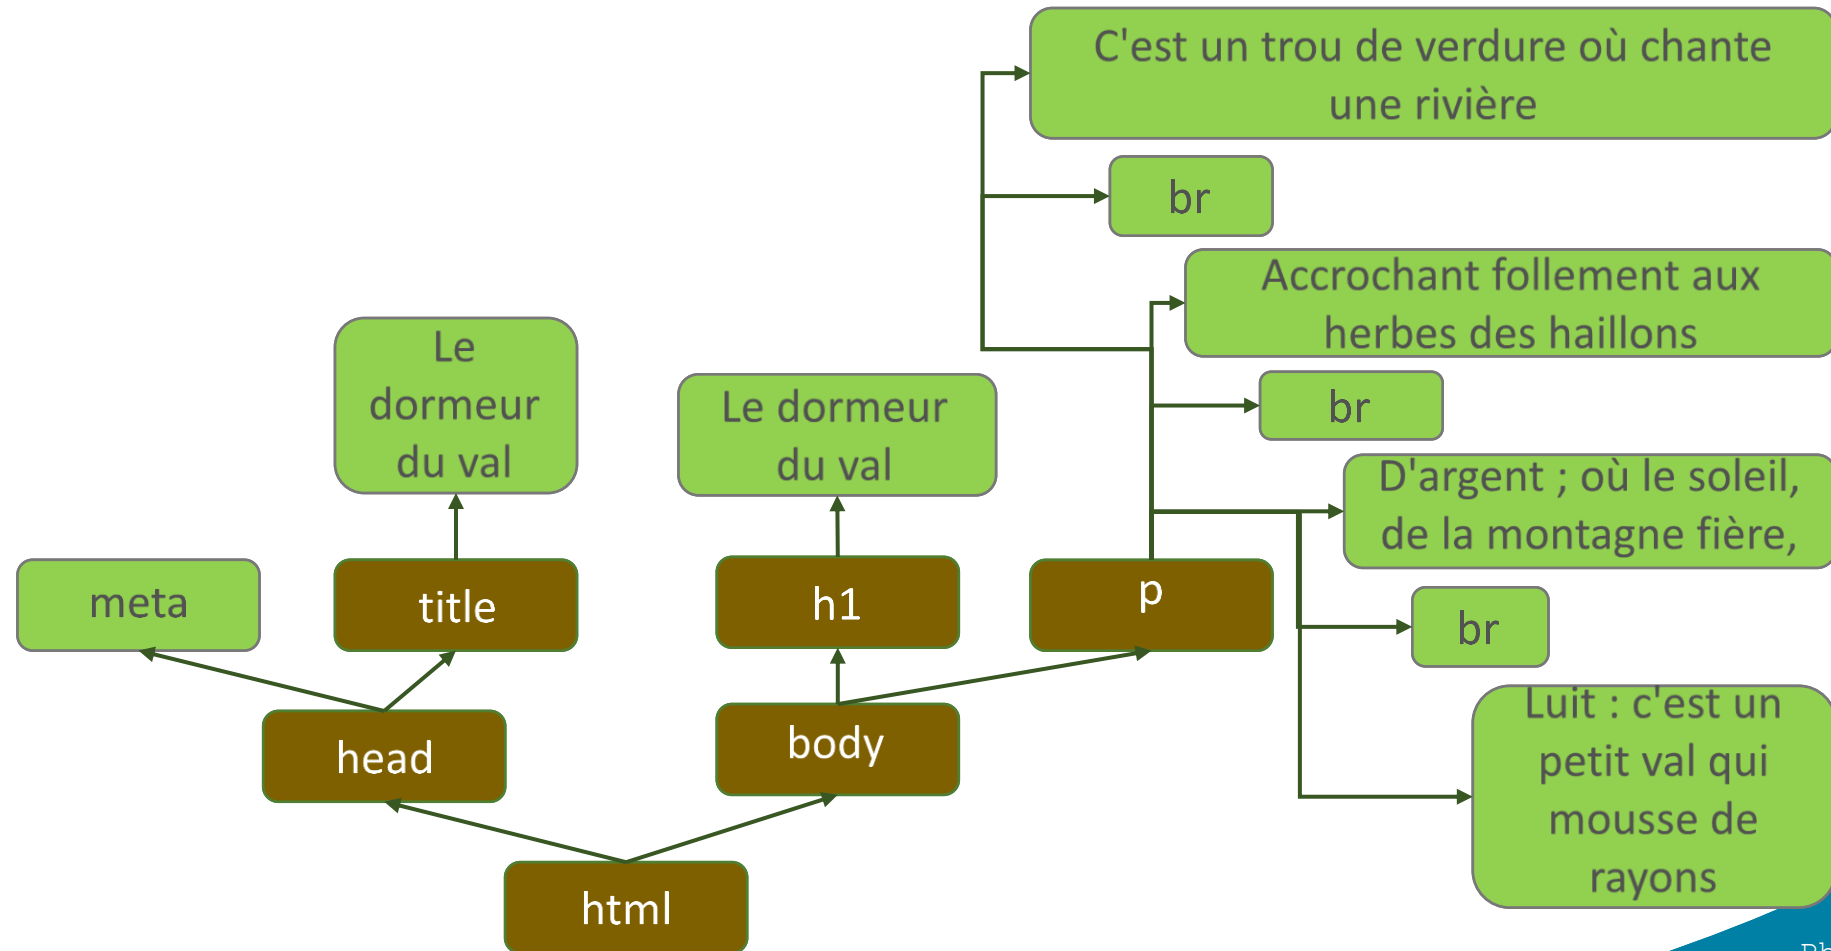 C'est un trou de verdure où chante
une rivière
br
Accrochant follement aux
herbes des haillons
br
D'argent ; où le soleil,
de la montagne fière,
br
Luit : c'est un
petit val qui
mousse de
rayons
Le
dormeur
du val
Le dormeur
du val
meta
title
h1
p
head
body
html